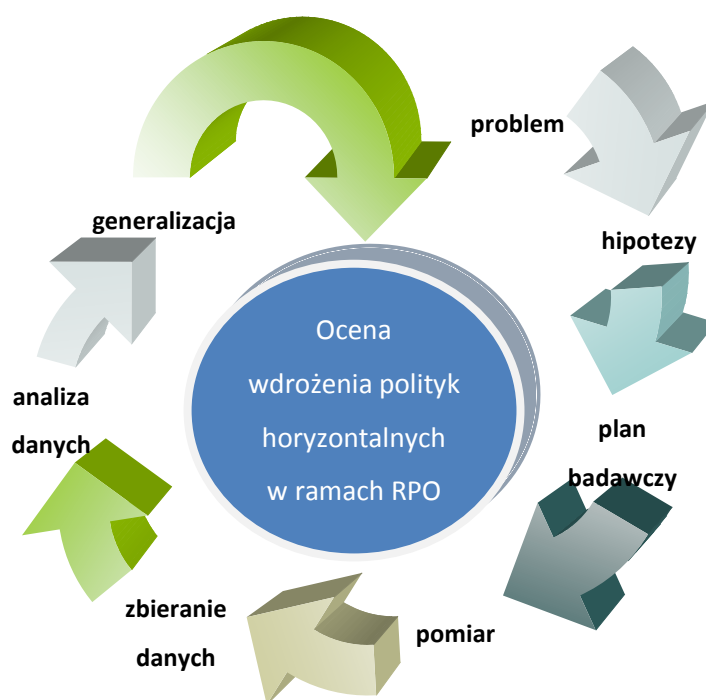 problem
hipotezy
plan
badawczy
pomiar
zbieranie
danych
analiza
danych
generalizacja
Ocena
wdrożenia polityk
horyzontalnych
w ramach RPO